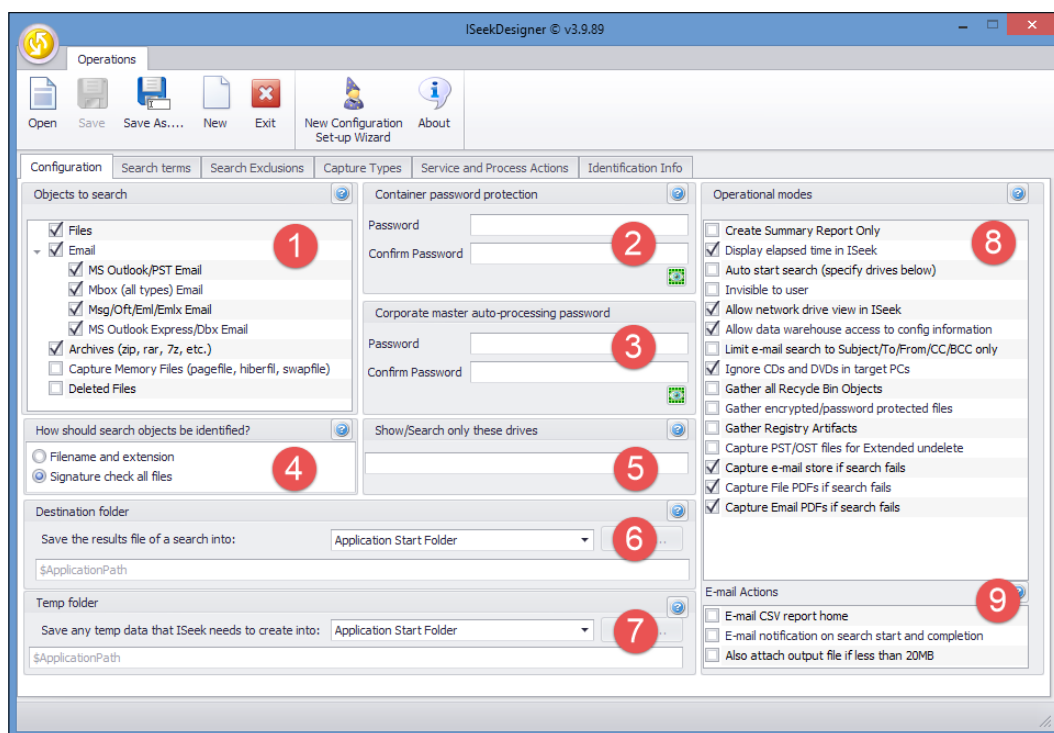 ISeekDesigner © v3.9.89
Operations
Open
Save
Save As....
New
Exit
New Configuration
Set-up Wizard
About
Configuration
Search terms
Search Exclusions
Capture Types
Service and Process Actions
Identification Info
Objects to search
Files
Email
MS Outlook/PST Email
Mbox (all types) Email
Msg/Oft/Eml/Emlx Email
MS Outlook Express/Dbx Email
Archives (zip, rar, 7z, etc.)
Capture Memory Files (pagefile, hiberfil, swapfile)
Deleted Files
1
Container password protection
Password
Confirm Password
2
Corporate master auto-processing password
Password
Confirm Password
3
How should search objects be identified?
Filename and extension
Signature check all files
4
Show/Search only these drives
5
Destination folder
Save the results file of a search into:
Application Start Folder
6
$ApplicationPath
Temp folder
Save any temp data that ISeek needs to create into:
Application Start Folder
7
$ApplicationPath
Operational modes
8
Create Summary Report Only
Display elapsed time in ISeek
Auto start search (specify drives below)
Invisible to user
Allow network drive view in ISeek
Allow data warehouse access to config information
Limit e-mail search to Subject/To/From/CC/BCC only
Ignore CDs and DVDs in target PCs
Gather all Recycle Bin Objects
Gather encrypted/password protected files
Gather Registry Artifacts
Capture PST/OST files for Extended undelete
Capture e-mail store if search fails
Capture File PDFs if search fails
Capture Email PDFs if search fails
E-mail Actions
9
E-mail CSV report home
E-mail notification on search start and completion
Also attach output file if less than 20MB